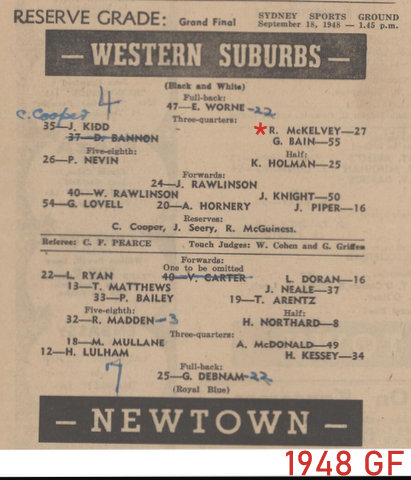 RESERVE GRADE: Grand Final SYDNEY SPORTS GROUND
September 18, 1948 — 1.45 p.m.
— WESTERN SUBURBS —
(Black and White)
4
Full-back:
47—E. WORNE -22
C. Cooper
Three-quarters:
35—J. KIDD *R. McKELVEY—27
37—D. BANNON G. BAIN—55
Five-eighth: Half:
26—P. NEVIN K. HOLMAN—25
Forwards:
24—J. RAWLINSON
40—W. RAWLINSON J. KNIGHT—50
54—G. LOVELL 20—A. HORNERY J. PIPER—16
Reserves:
C. Cooper, J. Seery, R. McGuiness.
Referee: C. F. PEARCE Touch Judges: W. Cohen and G. Griffen
Forwards:
One to be omitted
22—L. RYAN 40—V. CARTER L. DORAN—16
13—T. MATTHEWS J. NEALE—37
33—P. BAILEY 19—T. ARENTZ
Five-eighth: Half:
32—R. MADDEN -3 H. NORTHARD—8
Three-quarters:
18—M. MULLANE A. McDONALD—49
12—H. LULHAM H. KESSEY—34
Full-back:
25—G. DEBNAM -22
(Royal Blue)
— NEWTOWN —
1948 GF